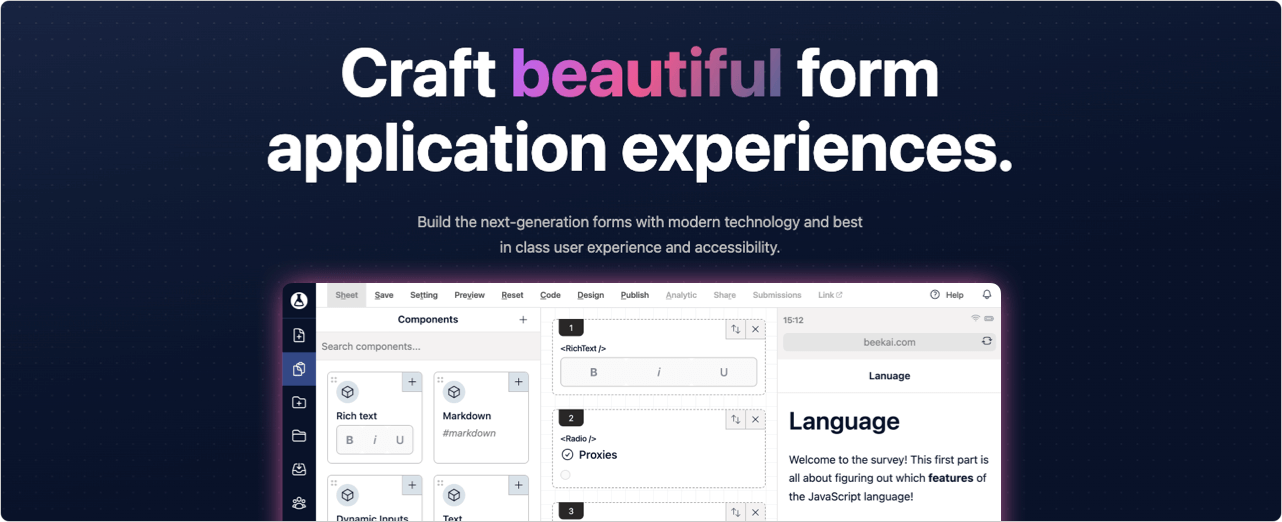 Craft beautiful form
application experiences.
Build the next-generation forms with modern technology and best
in class user experience and accessibility.
Sheet Save Setting Preview Reset Code Design Publish Analytic Share Submissions Link Help
Components +
Search components...
Rich text
B i U
Markdown
#markdown
Dynamic Inputs
Text
1
<RichText />
B i U
2
<Radio />
Proxies
3
15:12
beekai.com
Lanuage
Language
Welcome to the survey! This first part is
all about figuring out which features of
the JavaScript language!